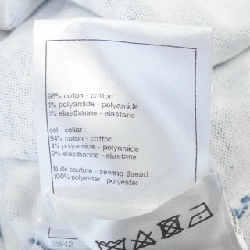 98% coton - cotton
1% polyamide - polyamide
1% elasthanne - elastane
col - collar :
94% coton - cotton
4% polyamide - polyamide
2% elasthanne - elastane
fil de couture - sewing thread :
100% polyester - polyester